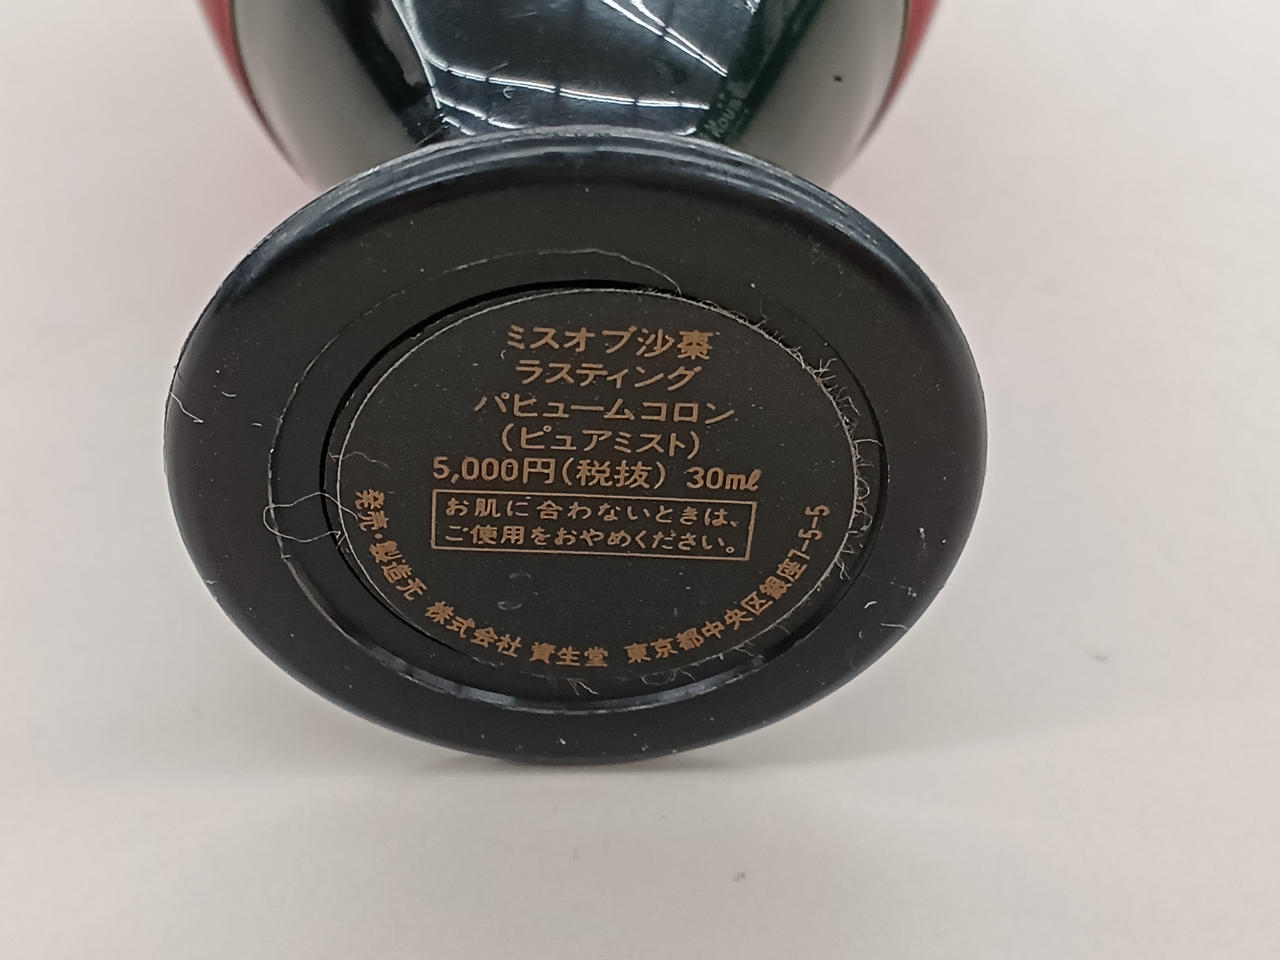 ミスオブ沙棗
ラスティング
パヒュームコロン
(ピュアミスト)
5,000円(税抜) 30mℓ
お肌に合わないときは、
ご使用をおやめください。
発売・製造元 株式会社 資生堂 東京都中央区銀座7-5-5